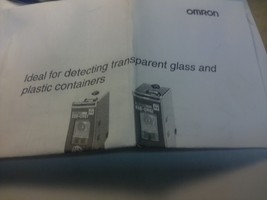 OMRON
Ideal for detecting transparent glass and
plastic containers